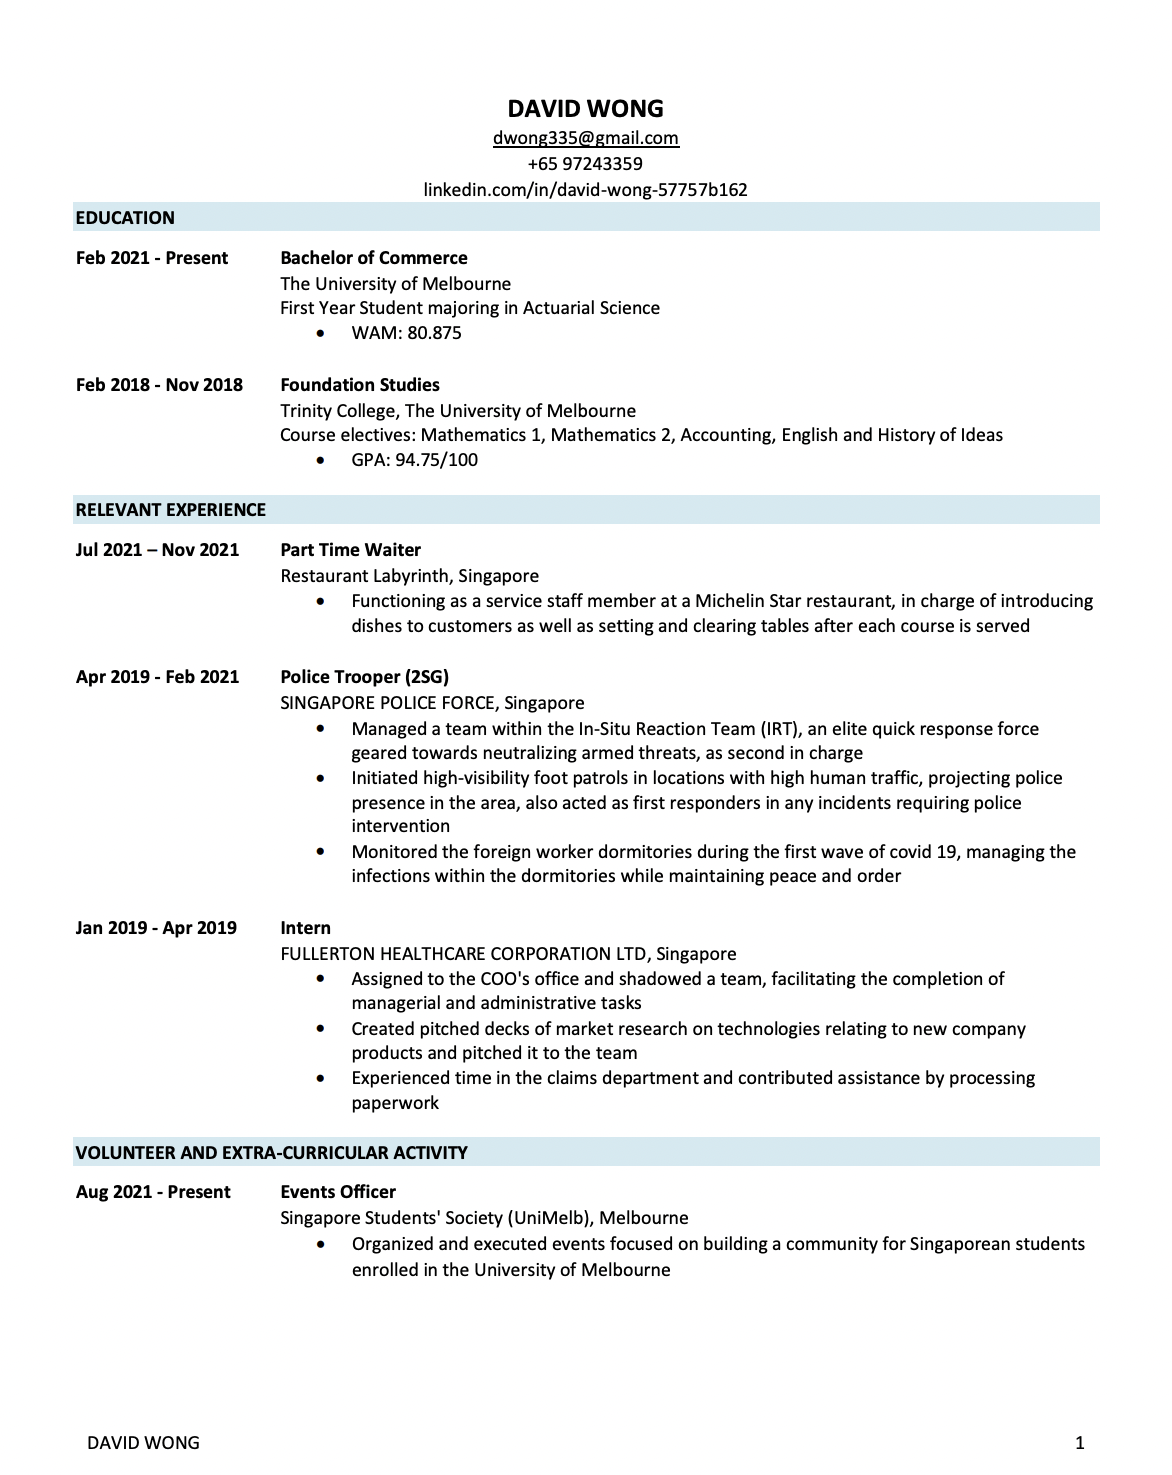 DAVID WONG
dwong335@gmail.com
+65 97243359
linkedin.com/in/david-wong-57757b162
EDUCATION
Feb 2021 - Present Bachelor of Commerce
The University of Melbourne
First Year Student majoring in Actuarial Science
• WAM: 80.875
Feb 2018 - Nov 2018 Foundation Studies
Trinity College, The University of Melbourne
Course electives: Mathematics 1, Mathematics 2, Accounting, English and History of Ideas
• GPA: 94.75/100
RELEVANT EXPERIENCE
Jul 2021 – Nov 2021 Part Time Waiter
Restaurant Labyrinth, Singapore
• Functioning as a service staff member at a Michelin Star restaurant, in charge of introducing
dishes to customers as well as setting and clearing tables after each course is served
Apr 2019 - Feb 2021 Police Trooper (2SG)
SINGAPORE POLICE FORCE, Singapore
• Managed a team within the In-Situ Reaction Team (IRT), an elite quick response force
geared towards neutralizing armed threats, as second in charge
• Initiated high-visibility foot patrols in locations with high human traffic, projecting police
presence in the area, also acted as first responders in any incidents requiring police
intervention
• Monitored the foreign worker dormitories during the first wave of covid 19, managing the
infections within the dormitories while maintaining peace and order
Jan 2019 - Apr 2019 Intern
FULLERTON HEALTHCARE CORPORATION LTD, Singapore
• Assigned to the COO's office and shadowed a team, facilitating the completion of
managerial and administrative tasks
• Created pitched decks of market research on technologies relating to new company
products and pitched it to the team
• Experienced time in the claims department and contributed assistance by processing
paperwork
VOLUNTEER AND EXTRA-CURRICULAR ACTIVITY
Aug 2021 - Present Events Officer
Singapore Students' Society (UniMelb), Melbourne
• Organized and executed events focused on building a community for Singaporean students
enrolled in the University of Melbourne
DAVID WONG 1